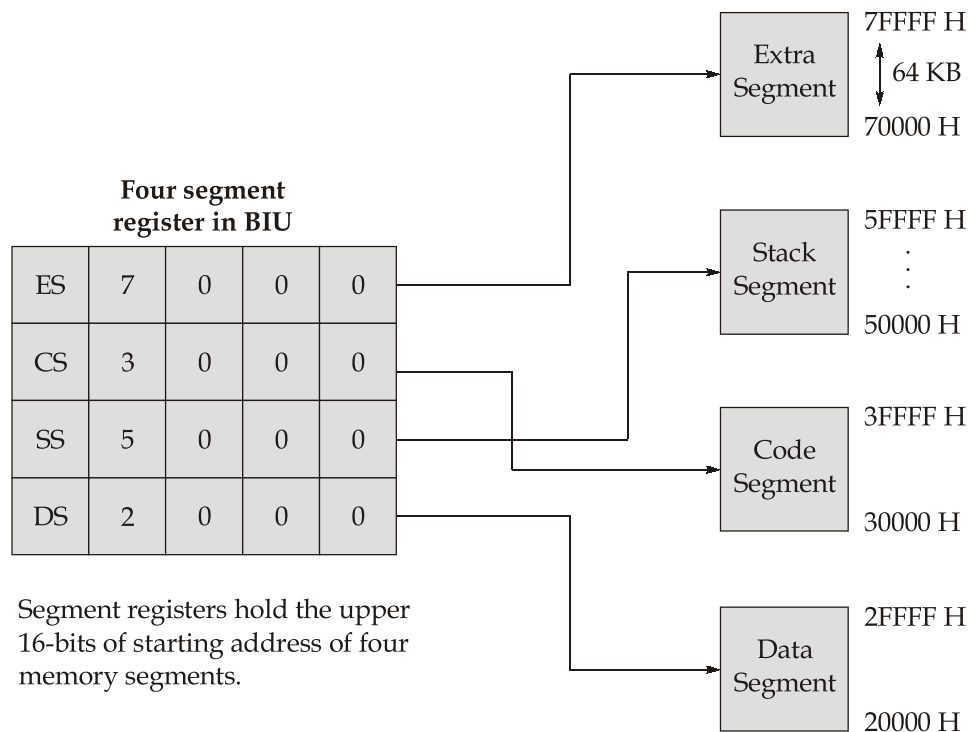 Four segment
register in BIU
ES 7 0 0 0
CS 3 0 0 0
SS 5 0 0 0
DS 2 0 0 0
Segment registers hold the upper
16-bits of starting address of four
memory segments.
Extra
Segment
7FFFF H
64 KB
70000 H
Stack
Segment
5FFFF H
50000 H
Code
Segment
3FFFF H
30000 H
Data
Segment
2FFFF H
20000 H